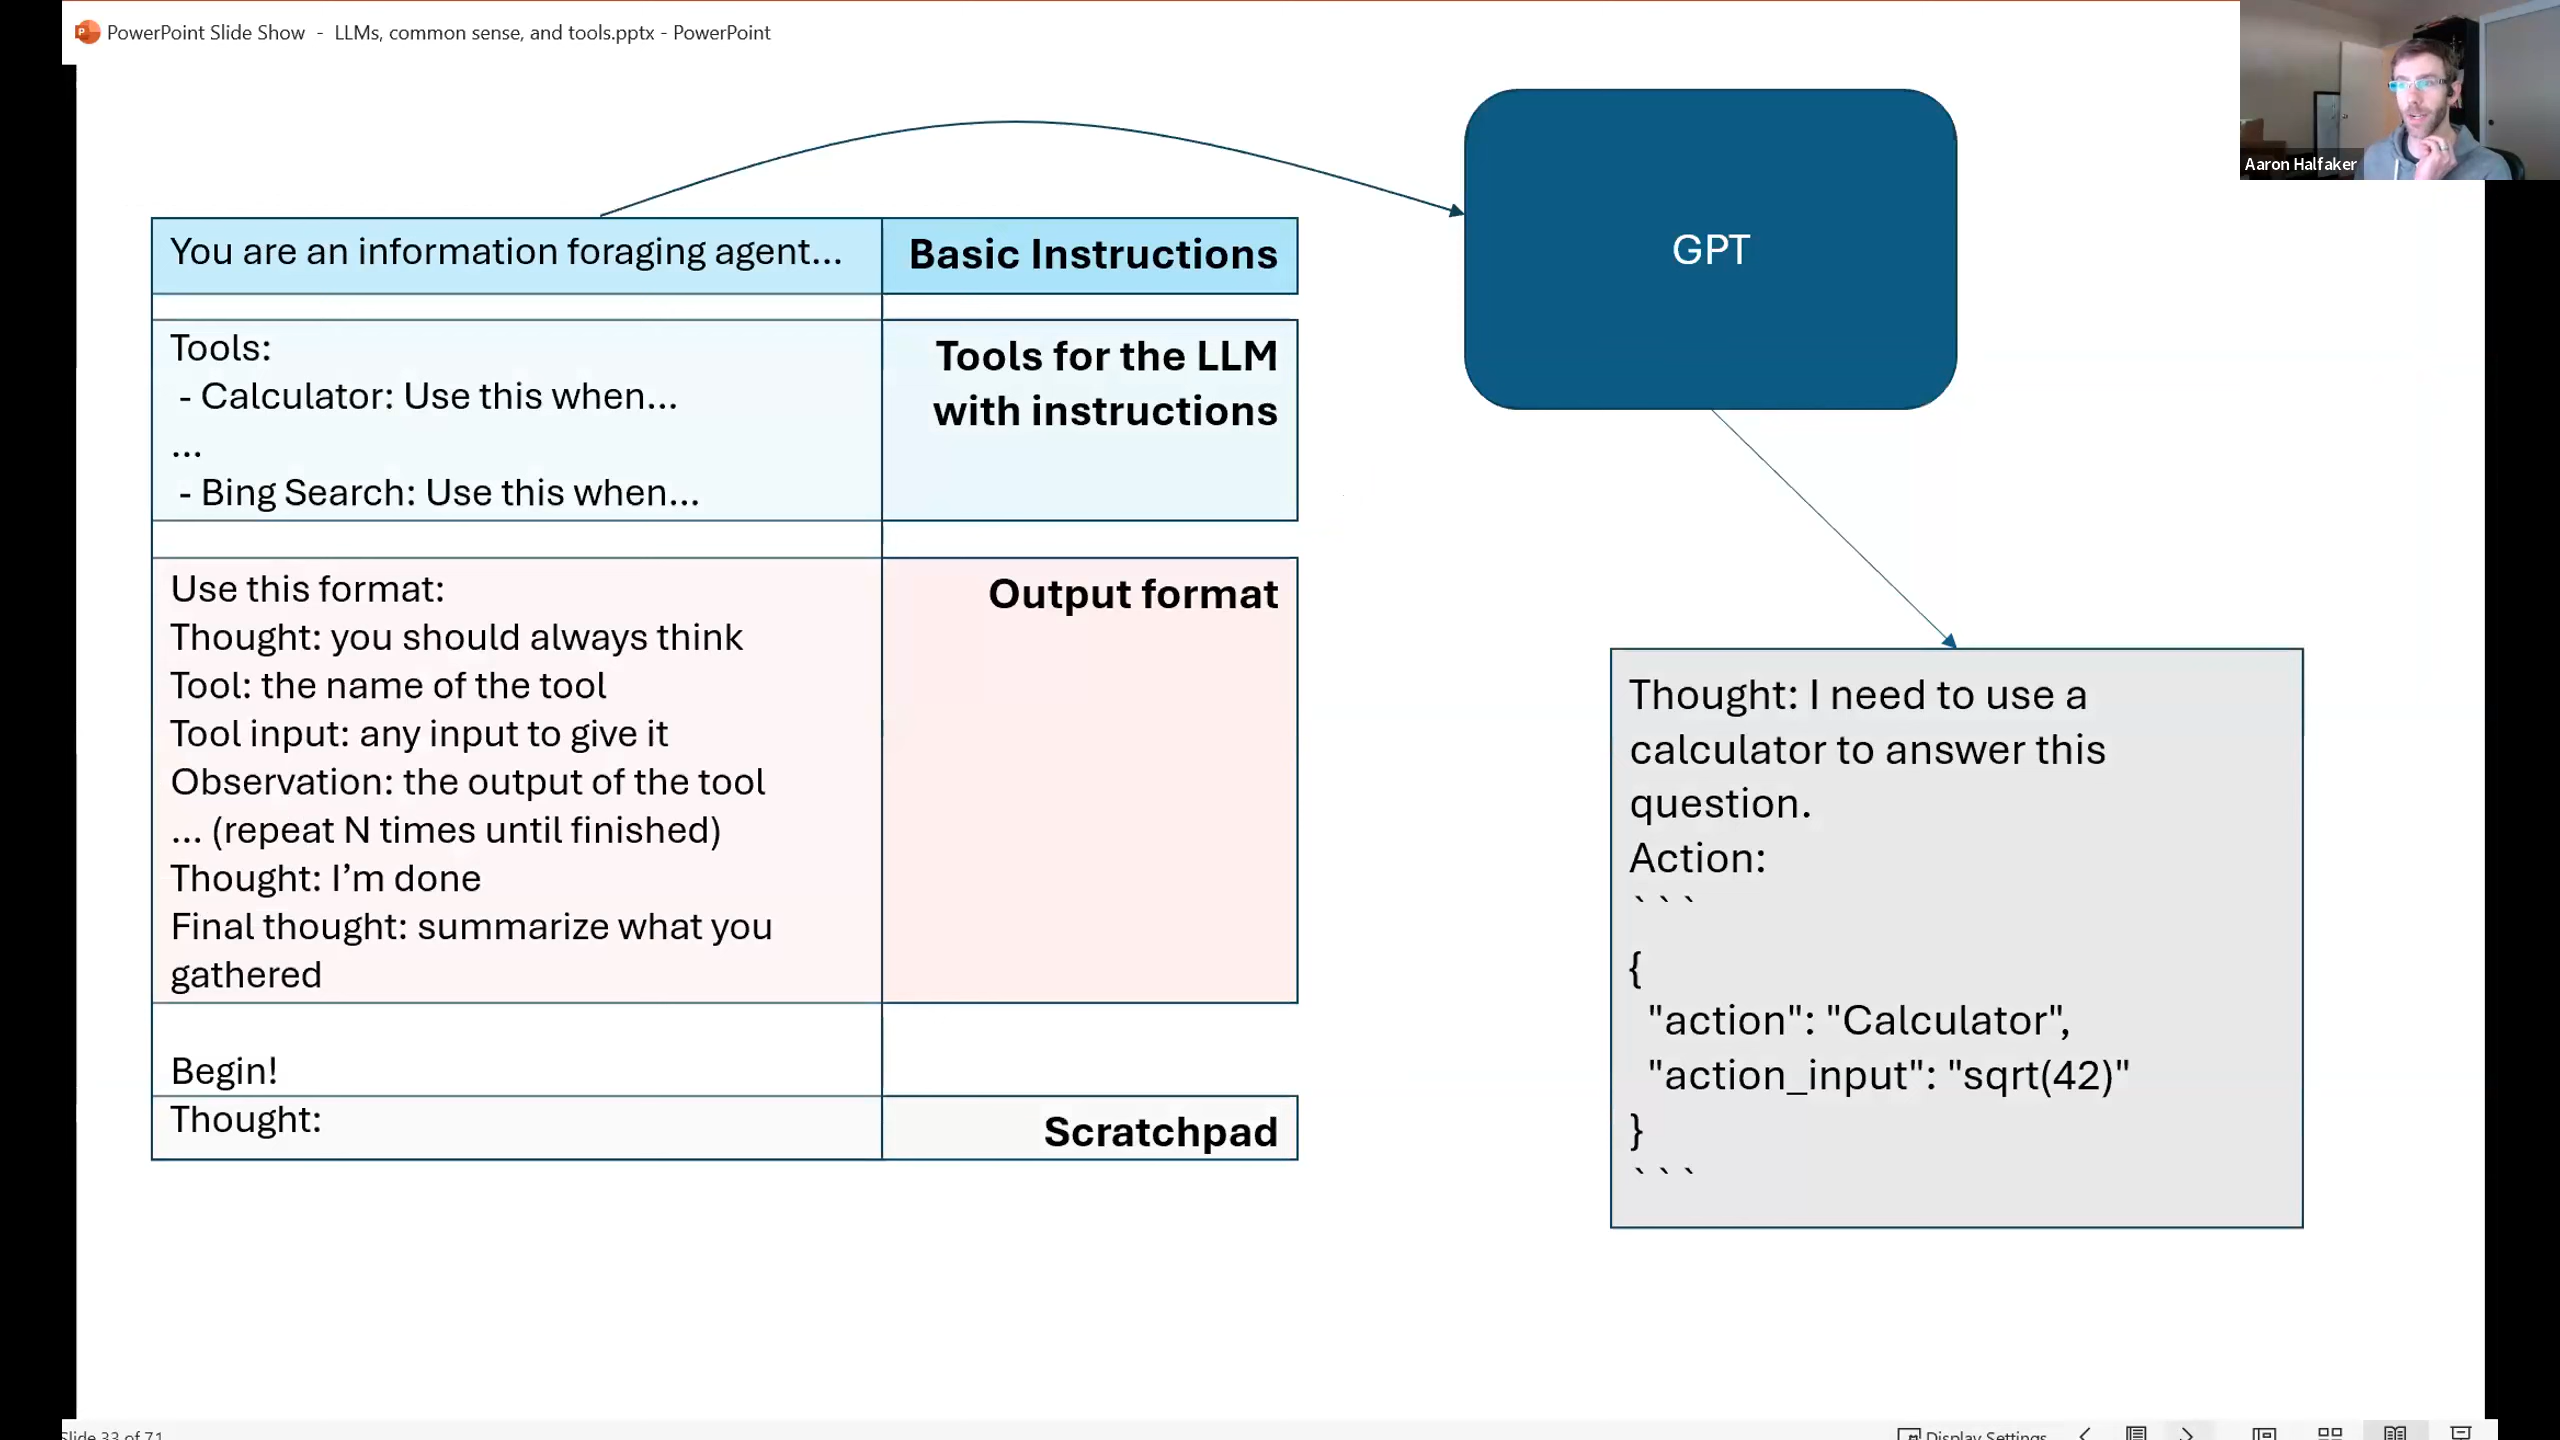 PowerPoint Slide Show - LLMs, common sense, and tools.pptx - PowerPoint
Aaron Halfaker
You are an information foraging agent...
Basic Instructions
Tools:
- Calculator: Use this when...
...
- Bing Search: Use this when...
Tools for the LLM
with instructions
Use this format:
Thought: you should always think
Tool: the name of the tool
Tool input: any input to give it
Observation: the output of the tool
... (repeat N times until finished)
Thought: I’m done
Final thought: summarize what you
gathered
Output format
Begin!
Thought:
Scratchpad
GPT
Thought: I need to use a
calculator to answer this
question.
Action:
```
{
"action": "Calculator",
"action_input": "sqrt(42)"
}
```
Slide 33 of 71
Display Settings